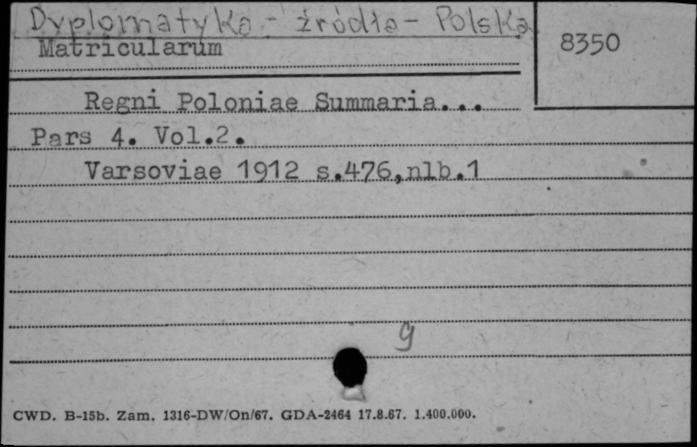 Dyplomatyka - źródła - Polska
Matricularum
8350
Regni Poloniae Summaria...
Pars 4. Vol.2.
Varsoviae 1912 s.476,nlb.1
g
CWD. B-15b. Zam. 1316-DW/On/67. GDA-2464 17.8.67. 1.400.000.